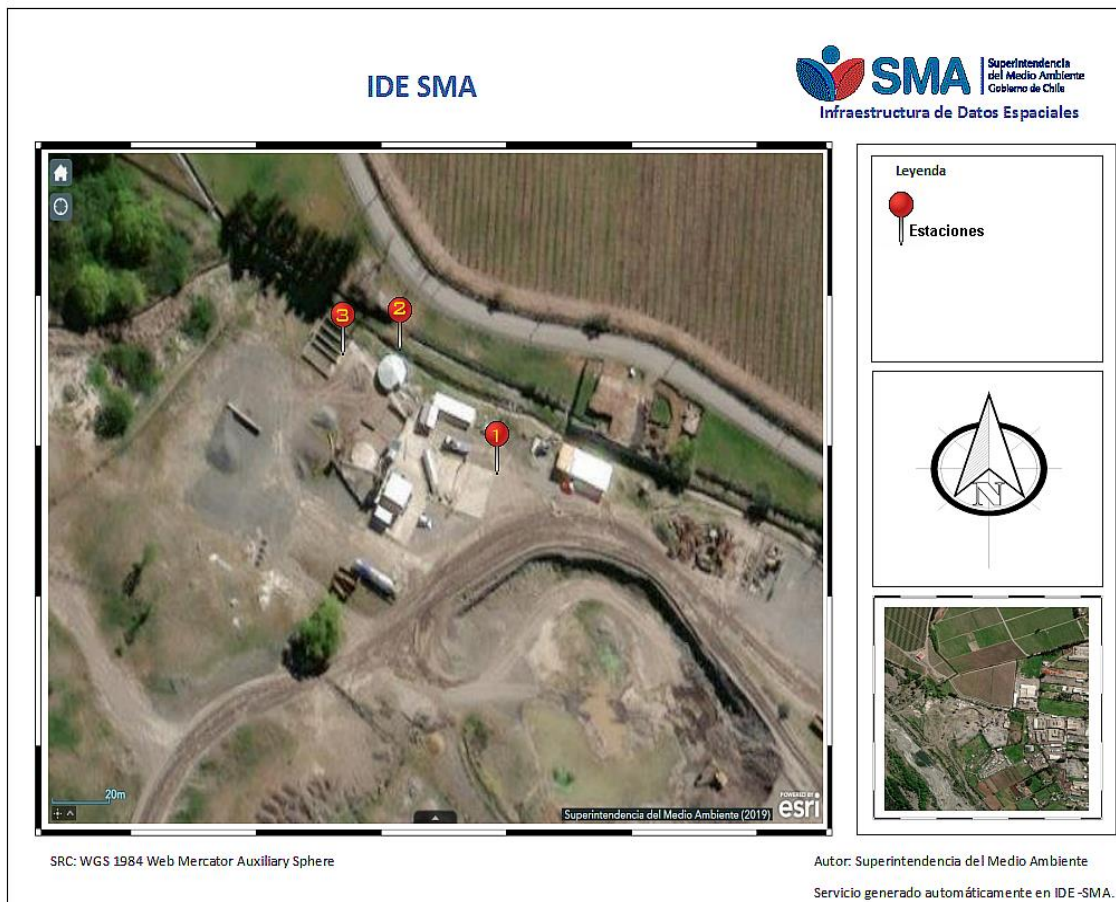 IDE SMA
SMA
Superintendencia
del Medio Ambiente
Gobierno de Chile
Infraestructura de Datos Espaciales
Leyenda
Estaciones
3
2
1
N
20m
Superintendencia del Medio Ambiente (2019)
POWERED BY
esri
SRC: WGS 1984 Web Mercator Auxiliary Sphere
Autor: Superintendencia del Medio Ambiente
Servicio generado automáticamente en IDE -SMA.